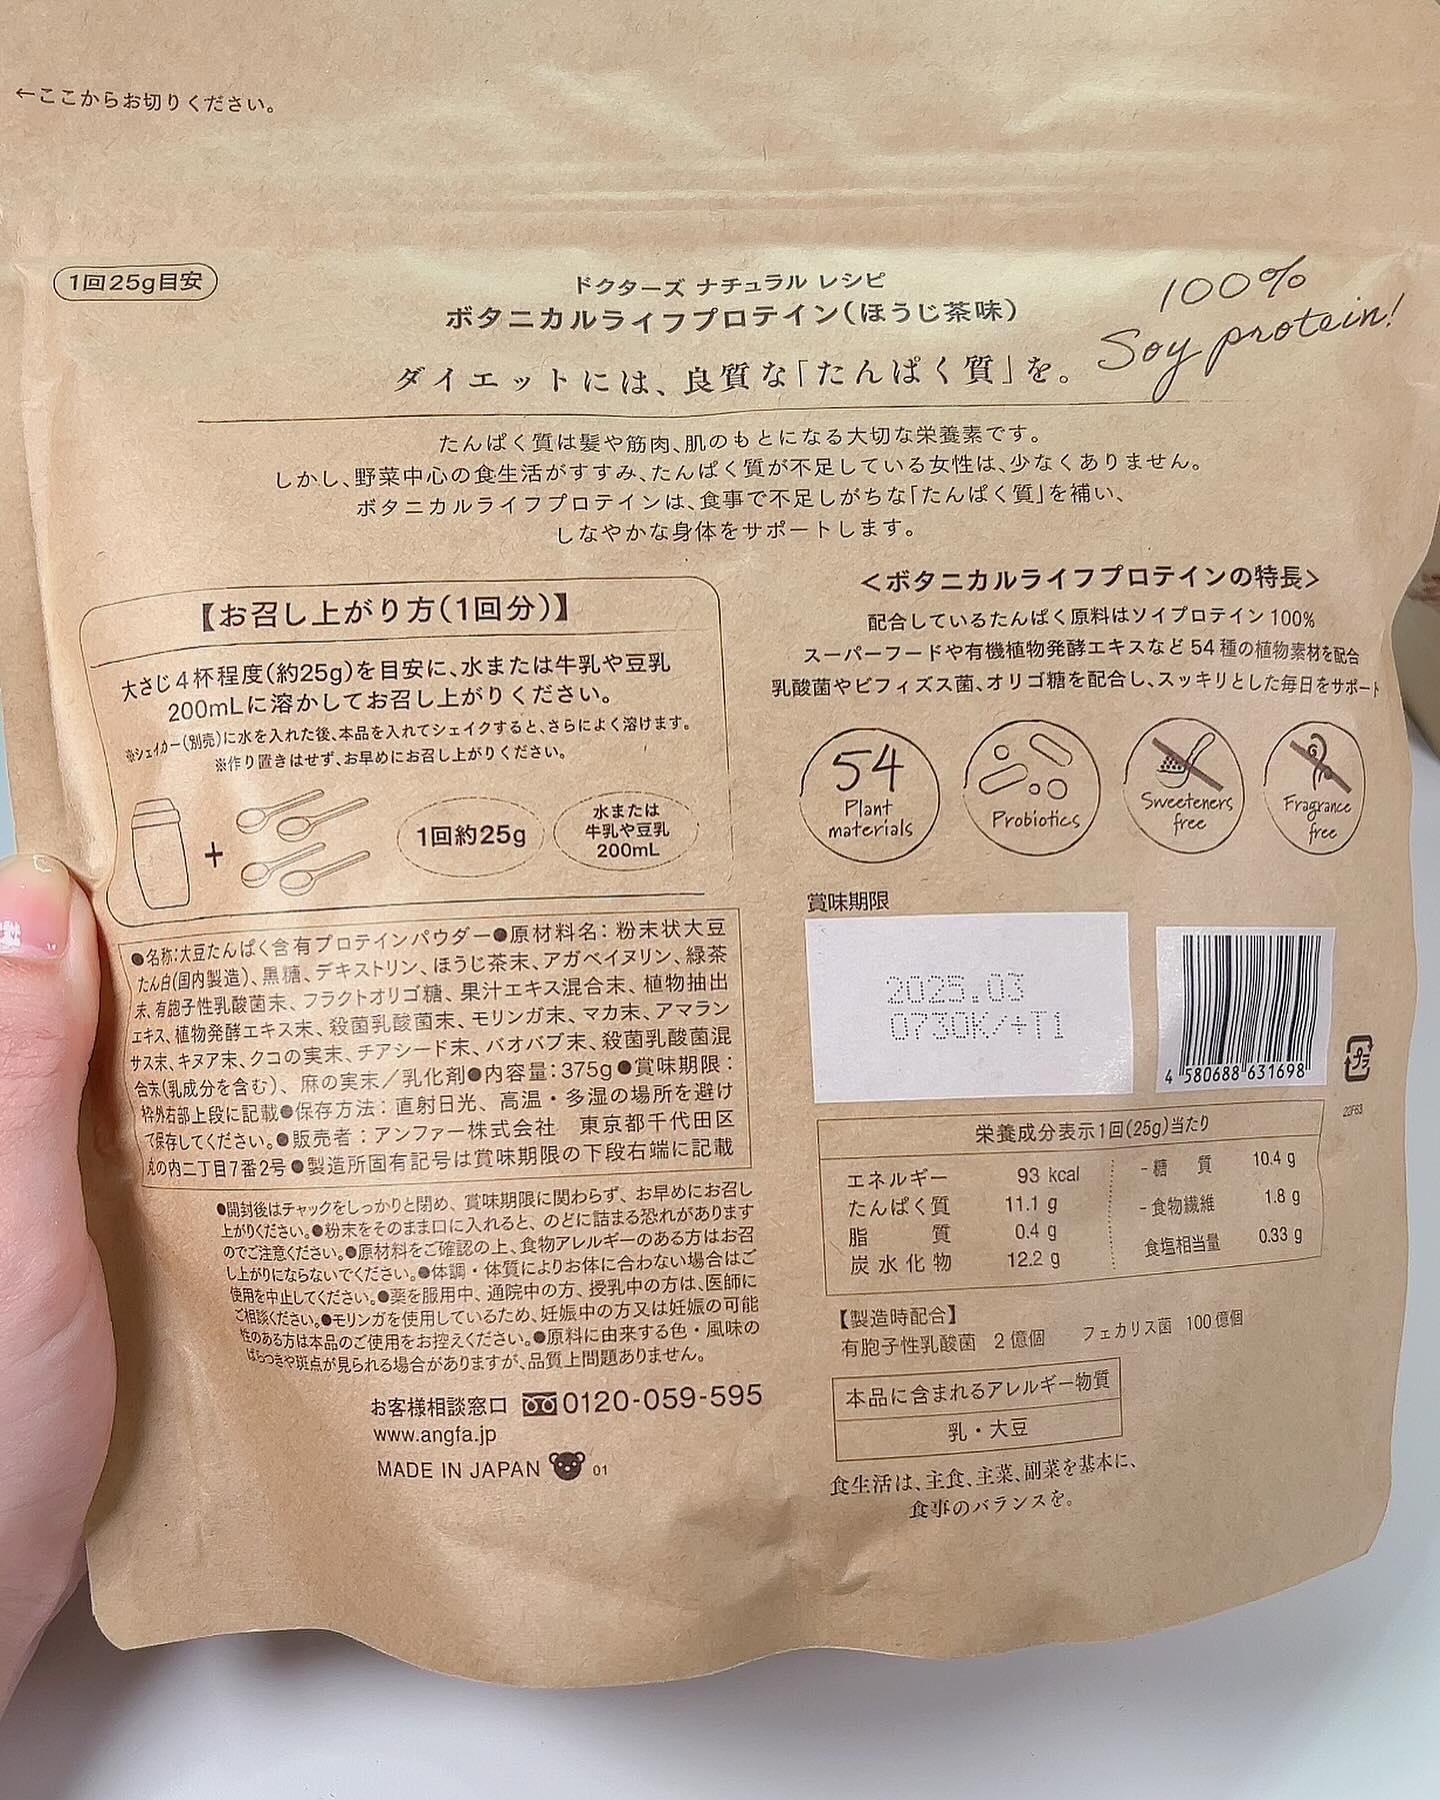 ←ここからお切りください。
1回25g目安
ドクターズ ナチュラル レシピ
ボタニカルライフプロテイン(ほうじ茶味)
100%
Soy protein!
ダイエットには、良質な「たんぱく質」を。
たんぱく質は髪や筋肉、肌のもとになる大切な栄養素です。
しかし、野菜中心の食生活がすすみ、たんぱく質が不足している女性は、少なくありません。
ボタニカルライフプロテインは、食事で不足しがちな「たんぱく質」を補い、
しなやかな身体をサポートします。
【お召し上がり方(1回分)】
大さじ4杯程度(約25g)を目安に、水または牛乳や豆乳
200mLに溶かしてお召し上がりください。
※シェイカー(別売)に水を入れた後、本品を入れてシェイクすると、さらによく溶けます。
※作り置きはせず、お早めにお召し上がりください。
+
1回約25g
水または
牛乳や豆乳
200mL
●名称:大豆たんぱく含有プロテインパウダー●原材料名:粉末状大豆
たん白(国内製造)、黒糖、デキストリン、ほうじ茶末、アガベイヌリン、緑茶
末、有胞子性乳酸菌末、フラクトオリゴ糖、果汁エキス混合末、植物抽出
エキス、植物発酵エキス末、殺菌乳酸菌末、モリンガ末、マカ末、アマラン
サス末、キヌア末、クコの実末、チアシード末、バオバブ末、殺菌乳酸菌混
合末(乳成分を含む)、麻の実末/乳化剤●内容量:375g●賞味期限:
枠外右部上段に記載●保存方法:直射日光、高温・多湿の場所を避け
て保存してください。●販売者:アンファー株式会社 東京都千代田区
丸の内二丁目7番2号●製造所固有記号は賞味期限の下段右端に記載
●開封後はチャックをしっかりと閉め、賞味期限に関わらず、お早めにお召し
上がりください。●粉末をそのまま口に入れると、のどに詰まる恐れがあります
のでご注意ください。●原材料をご確認の上、食物アレルギーのある方はお召
し上がりにならないでください。●体調・体質によりお体に合わない場合はご
使用を中止してください。●薬を服用中、通院中の方、授乳中の方は、医師に
ご相談ください。●モリンガを使用しているため、妊娠中の方又は妊娠の可能
性のある方は本品のご使用をお控えください。●原料に由来する色・風味の
ばらつきや斑点が見られる場合がありますが、品質上問題ありません。
お客様相談窓口 0120-059-595
www.angfa.jp
MADE IN JAPAN 01
<ボタニカルライフプロテインの特長>
配合しているたんぱく原料はソイプロテイン100%
スーパーフードや有機植物発酵エキスなど54種の植物素材を配合
乳酸菌やビフィズス菌、オリゴ糖を配合し、スッキリとした毎日をサポート
54
Plant
materials
Probiotics
Sweeteners
free
Fragrance
free
賞味期限
2025.03
0730K/+T1
4 580688 631698
プラ
栄養成分表示1回(25g)当たり
エネルギー 93 kcal
たんぱく質 11.1 g
脂質 0.4 g
炭水化物 12.2 g
-糖質 10.4 g
-食物繊維 1.8 g
食塩相当量 0.33 g
【製造時配合】
有胞子性乳酸菌 2億個 フェカリス菌 100億個
本品に含まれるアレルギー物質
乳・大豆
食生活は、主食、主菜、副菜を基本に、
食事のバランスを。